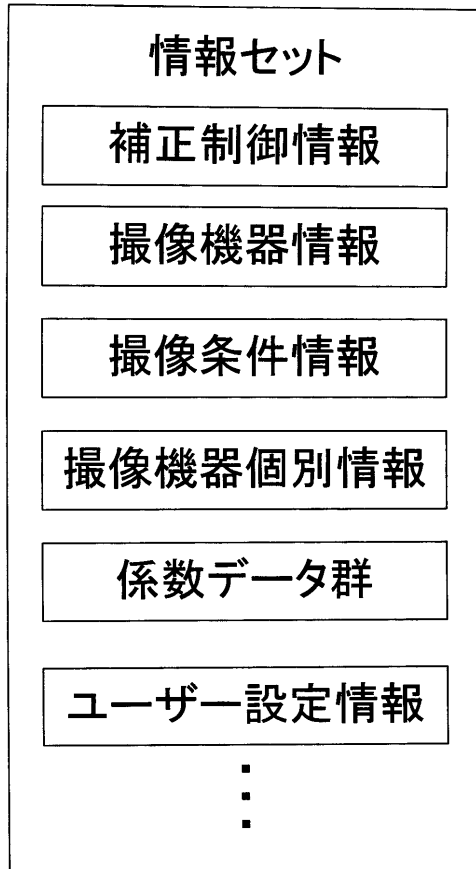 情報セット
補正制御情報
撮像機器情報
撮像条件情報
撮像機器個別情報
係数データ群
ユーザー設定情報